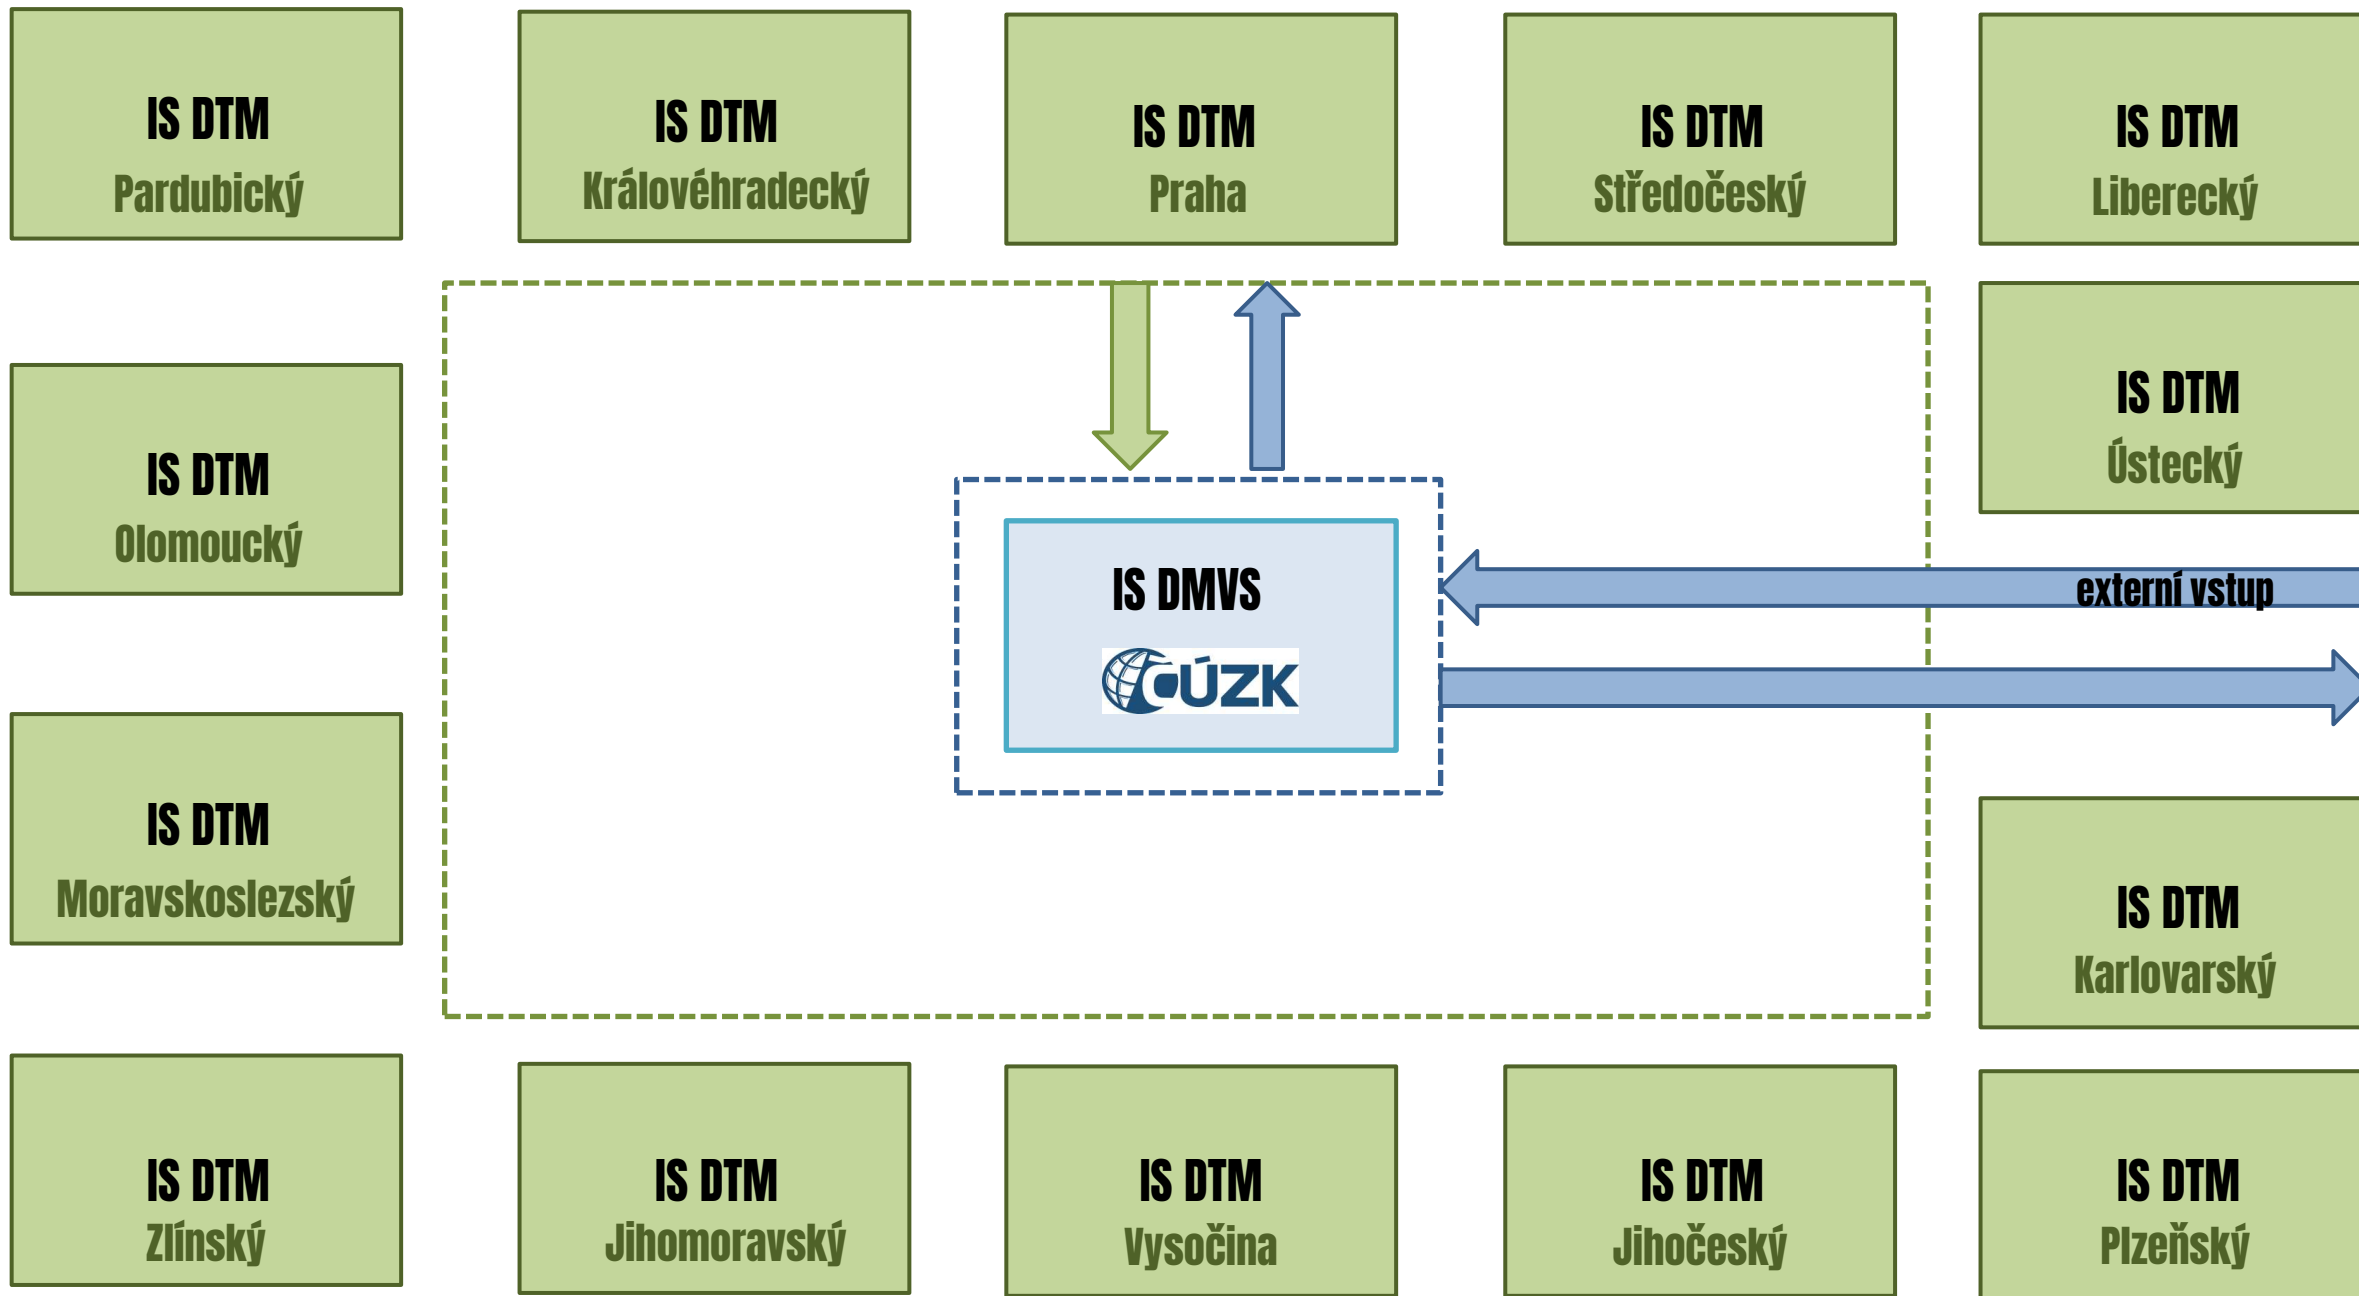 IS DTM
Pardubický
IS DTM
Královéhradecký
IS DTM
Praha
IS DTM
Středočeský
IS DTM
Liberecký
IS DTM
Olomoucký
IS DTM
Ústecký
IS DMVS
ČÚZK
externí vstup
IS DTM
Moravskoslezský
IS DTM
Karlovarský
IS DTM
Zlínský
IS DTM
Jihomoravský
IS DTM
Vysočina
IS DTM
Jihočeský
IS DTM
Plzeňský